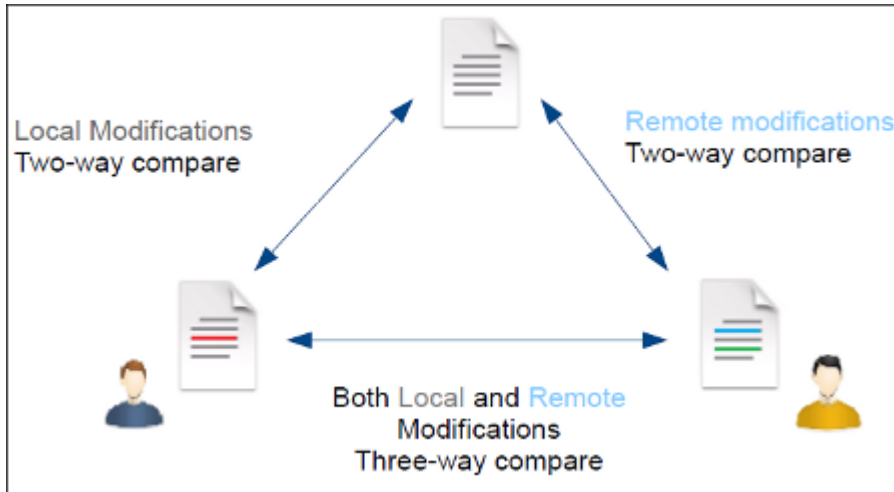 Local Modifications
Two-way compare
Remote modifications
Two-way compare
Both Local and Remote
Modifications
Three-way compare